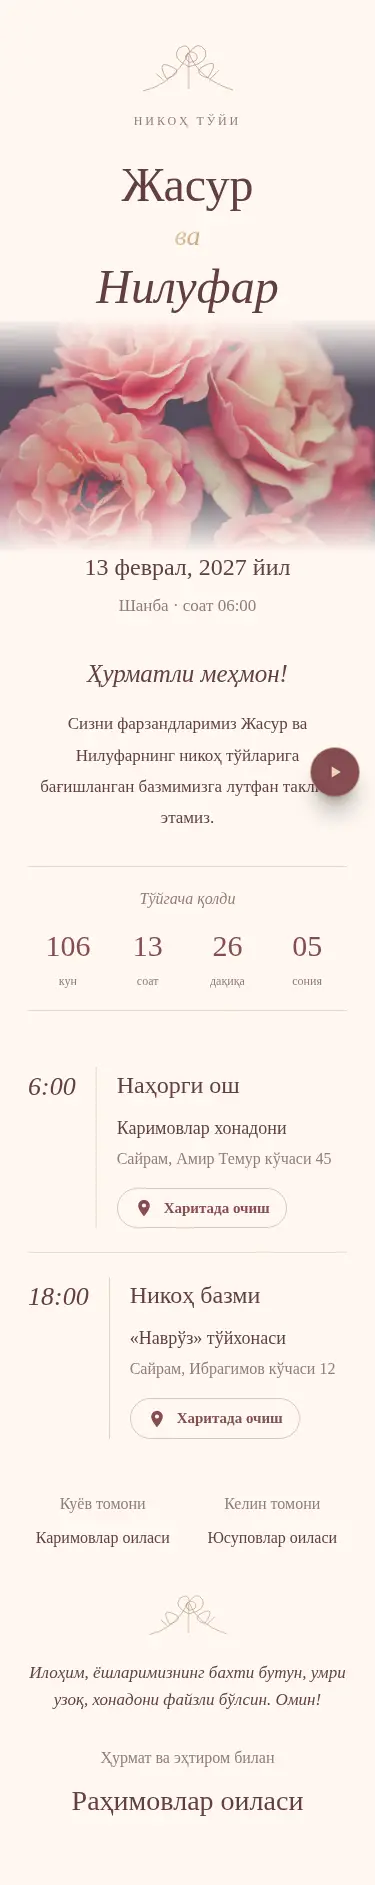 НИКОҲ ТЎЙИ
Жасур
ва
Нилуфар
13 феврал, 2027 йил
Шанба · соат 06:00
Ҳурматли меҳмон!
Сизни фарзандларимиз Жасур ва
Нилуфарнинг никоҳ тўйларига
бағишланган базмимизга лутфан
этамиз.
Тўйгача қолди
106 13 26 05
кун соат дақиқа сония
6:00 Наҳорги ош
Каримовлар хонадони
Сайрам, Амир Темур кўчаси 45
Харитада очиш
18:00 Никоҳ базми
«Наврўз» тўйхонаси
Сайрам, Ибрагимов кўчаси 12
Харитада очиш
Куёв томони Келин томони
Каримовлар оиласи Юсуповлар оиласи
Илоҳим, ёшларимизнинг бахти бутун, умри
узоқ, хонадони файзли бўлсин. Омин!
Ҳурмат ва эҳтиром билан
Раҳимовлар оиласи